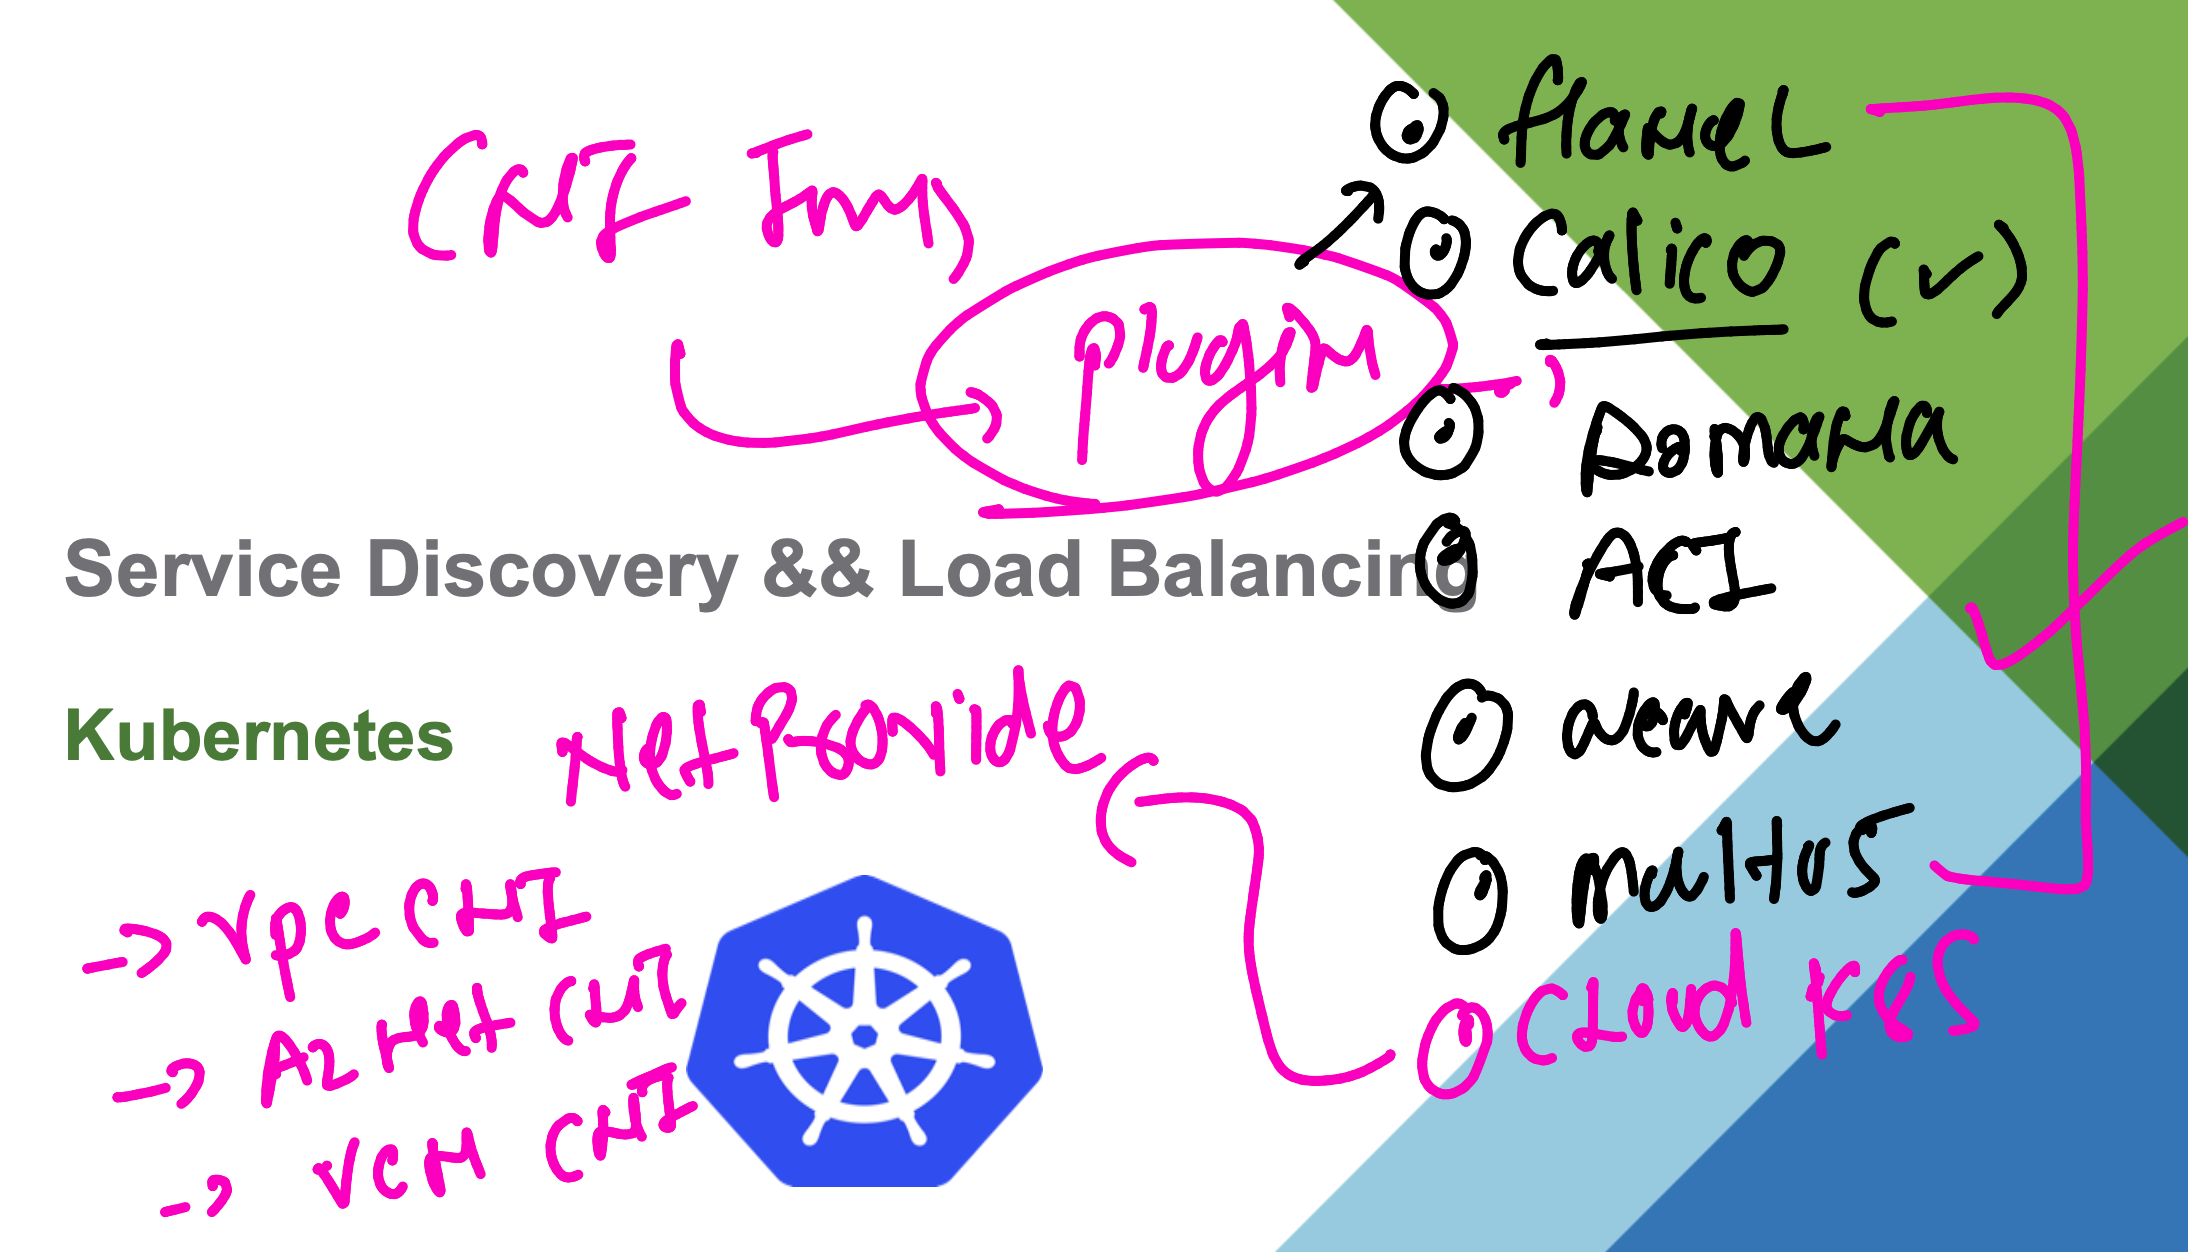 CNI
plugin
flannel
Calico (✓)
Romana
ACI
Service Discovery && Load Balancing
weave
Kubernetes
Net Provide
multus
Cloud K8S
→ VPC CNI
→ AZ Net CNI
→ VCN CNI